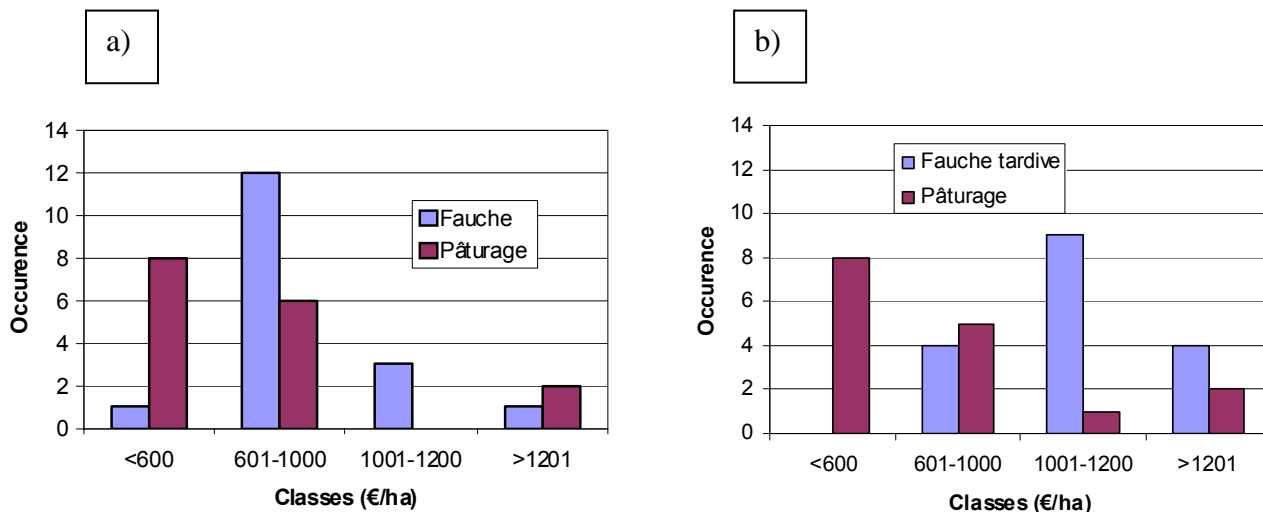 a)
14
12
10
8
6
4
2
0
Occurence
Fauche
Pâturage
<600 601-1000 1001-1200 >1201
Classes (€/ha)
b)
14
12
10
8
6
4
2
0
Occurence
Fauche tardive
Pâturage
<600 601-1000 1001-1200 >1201
Classes (€/ha)